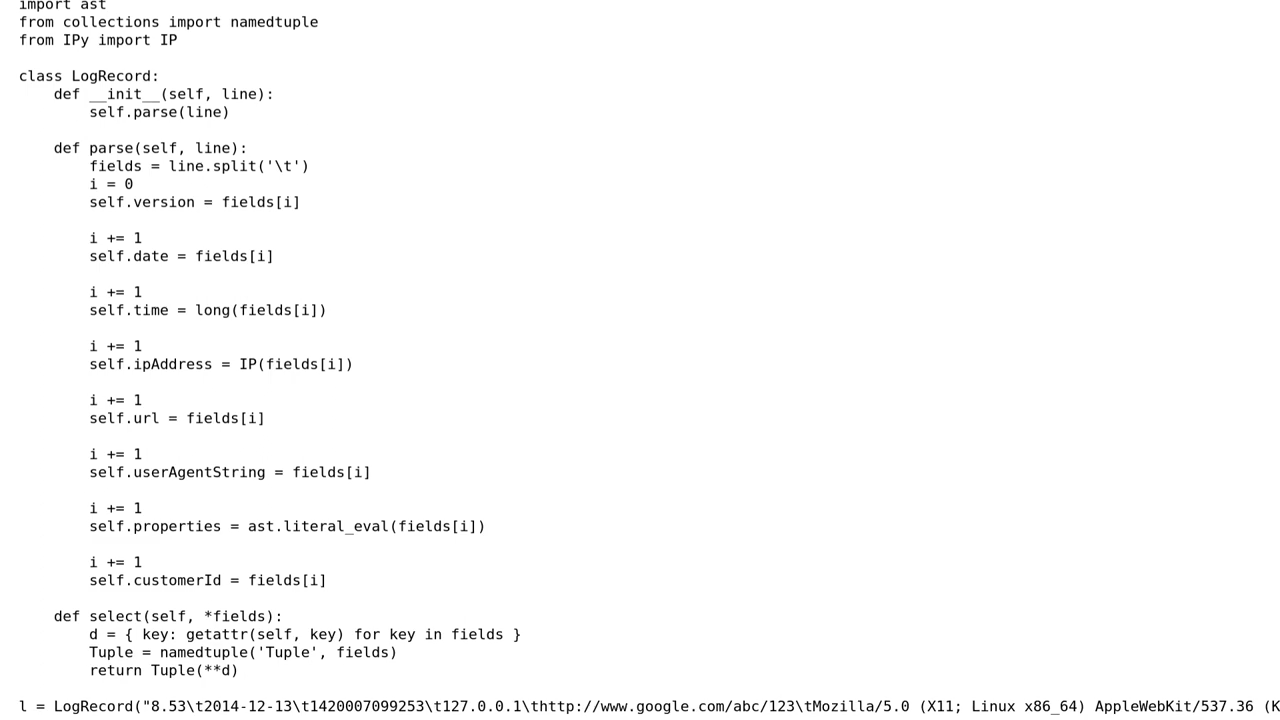 import ast
from collections import namedtuple
from IPy import IP

class LogRecord:
    def __init__(self, line):
        self.parse(line)

    def parse(self, line):
        fields = line.split('\t')
        i = 0
        self.version = fields[i]

        i += 1
        self.date = fields[i]

        i += 1
        self.time = long(fields[i])

        i += 1
        self.ipAddress = IP(fields[i])

        i += 1
        self.url = fields[i]

        i += 1
        self.userAgentString = fields[i]

        i += 1
        self.properties = ast.literal_eval(fields[i])

        i += 1
        self.customerId = fields[i]

    def select(self, *fields):
        d = { key: getattr(self, key) for key in fields }
        Tuple = namedtuple('Tuple', fields)
        return Tuple(**d)

l = LogRecord("8.53\t2014-12-13\t1420007099253\t127.0.0.1\thttp://www.google.com/abc/123\tMozilla/5.0 (X11; Linux x86_64) AppleWebKit/537.36 (K